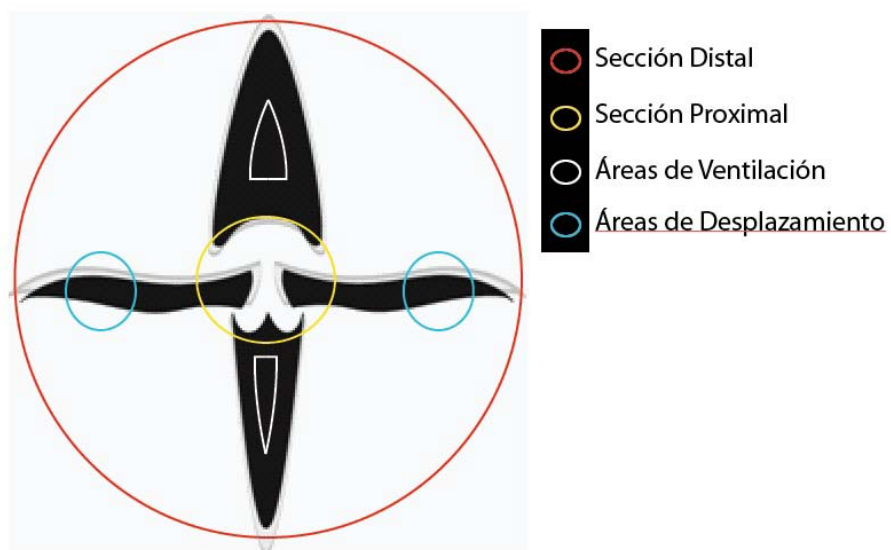 Sección Distal
Sección Proximal
Áreas de Ventilación
Áreas de Desplazamiento